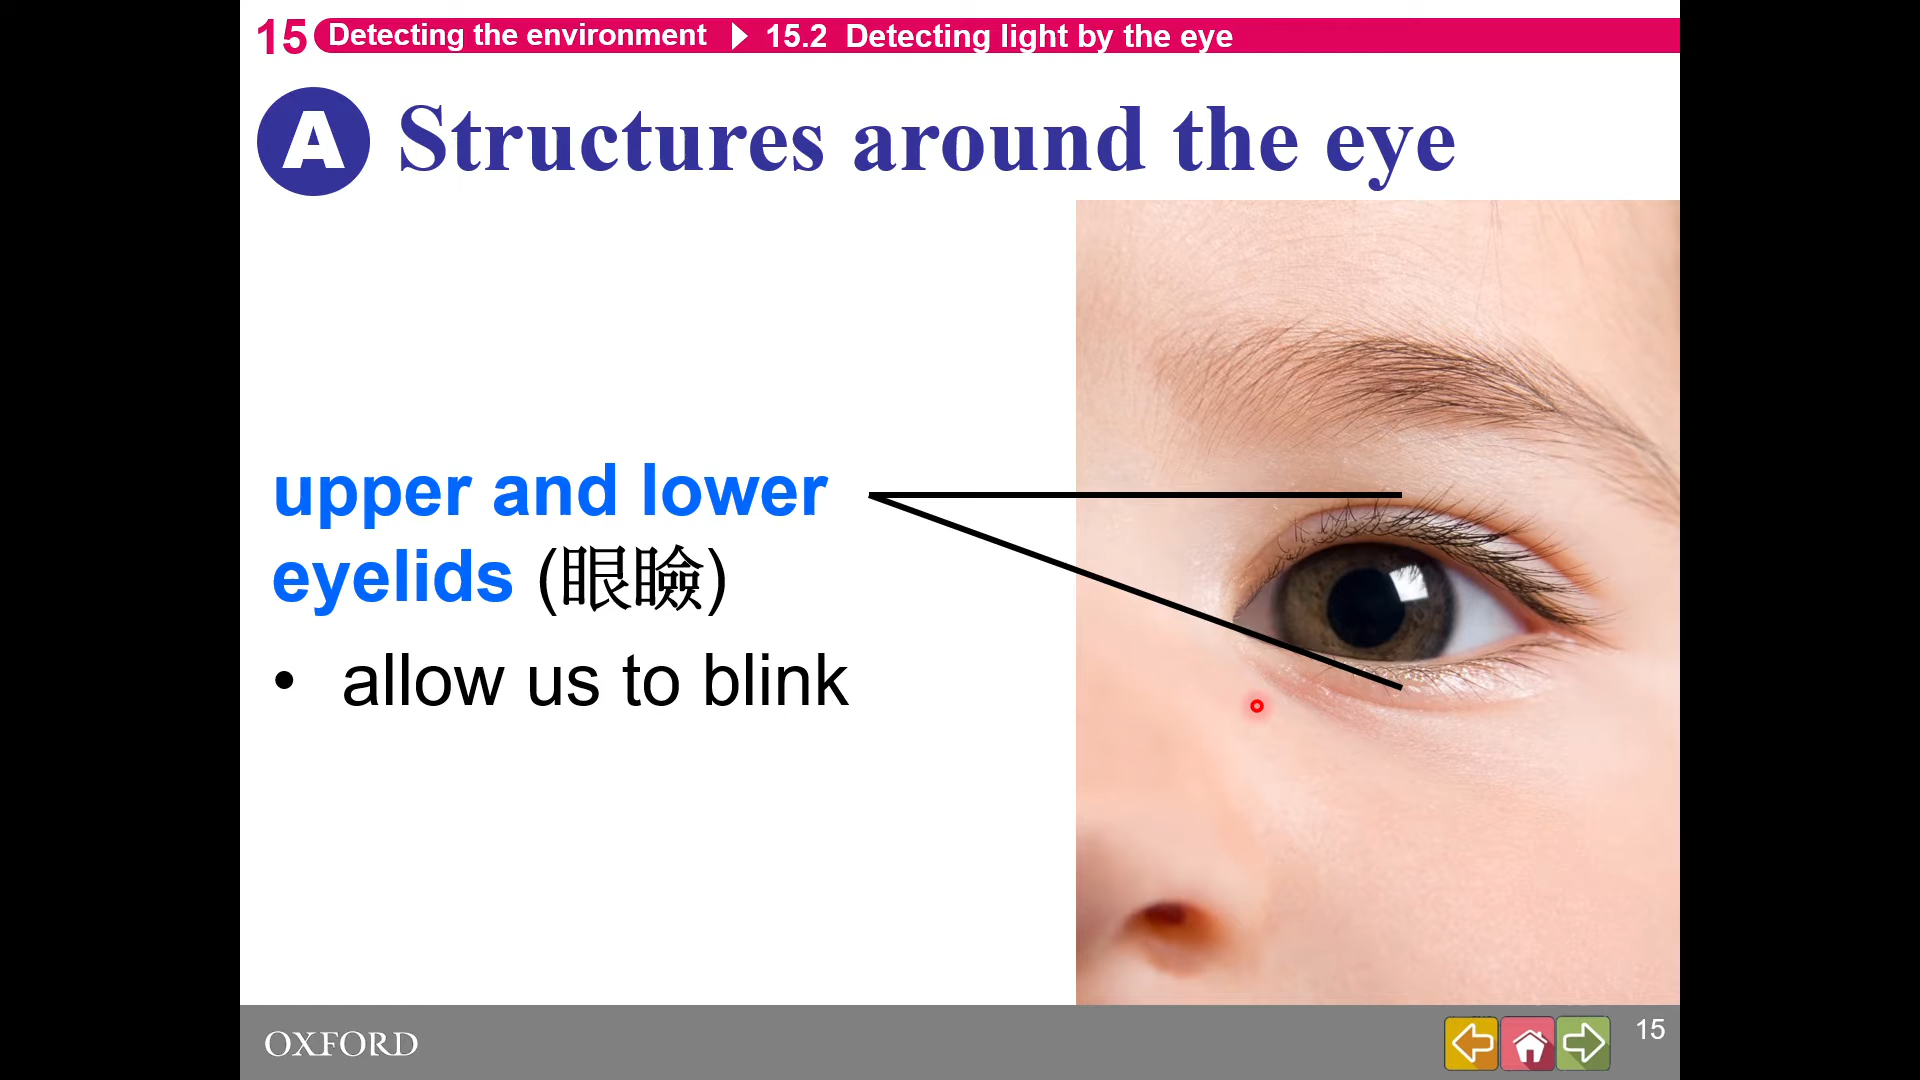 15 Detecting the environment 15.2 Detecting light by the eye
A Structures around the eye
upper and lower
eyelids (眼瞼)
• allow us to blink
OXFORD
15